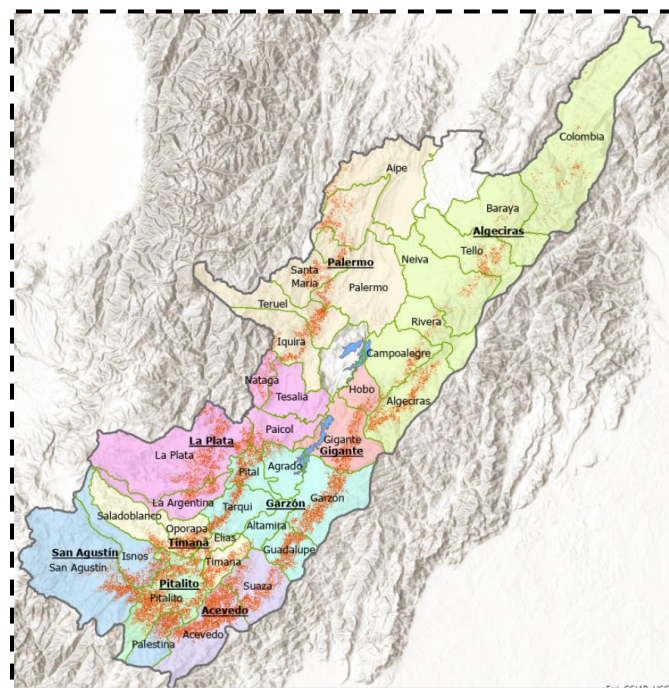 Colombia
Aipe
Baraya
Algeciras
Tello
Neiva
Palermo
Santa
Maria
Palermo
Teruel
Rivera
Iquira
Campoalegre
Nataga
Hobo
Tesalia
Algeciras
Paicol
La Plata
Gigante
Gigante
La Plata
Agrado
Pital
Garzón
La Argentina
Garzón
Tarqui
Saladoblanco
Oporapa
Altamira
Elias
Timaná
San Agustín
Isnos
Guadalupe
Timana
San Agustín
Pitalito
Suaza
Pitalito
Acevedo
Acevedo
Palestina